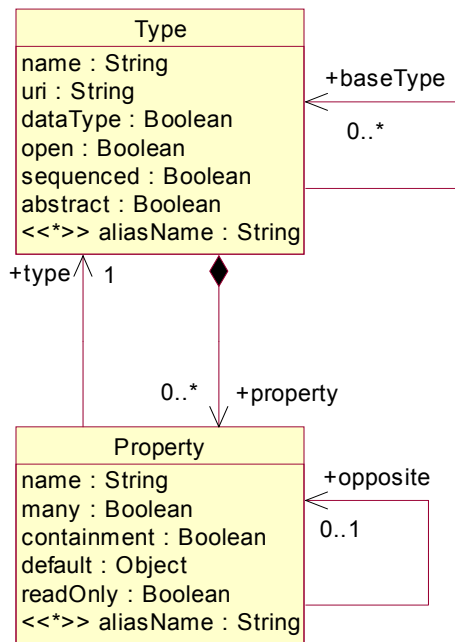 Type
name : String
uri : String
dataType : Boolean
open : Boolean
sequenced : Boolean
abstract : Boolean
<<*>> aliasName : String
+baseType
0..*
+type
1
0..*
+property
Property
name : String
many : Boolean
containment : Boolean
default : Object
readOnly : Boolean
<<*>> aliasName : String
+opposite
0..1